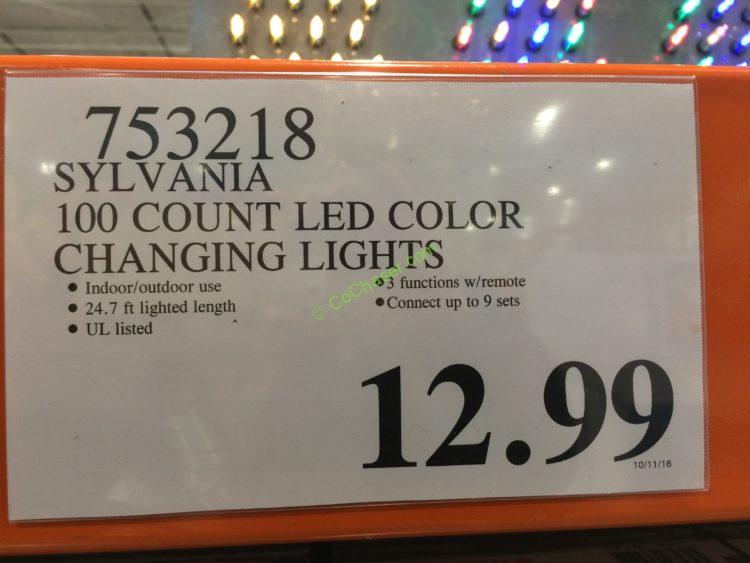 753218
SYLVANIA
100 COUNT LED COLOR
CHANGING LIGHTS
• Indoor/outdoor use
• 24.7 ft lighted length
• UL listed
• 3 functions w/remote
• Connect up to 9 sets
© CoChaser.com
12.99
10/11/16